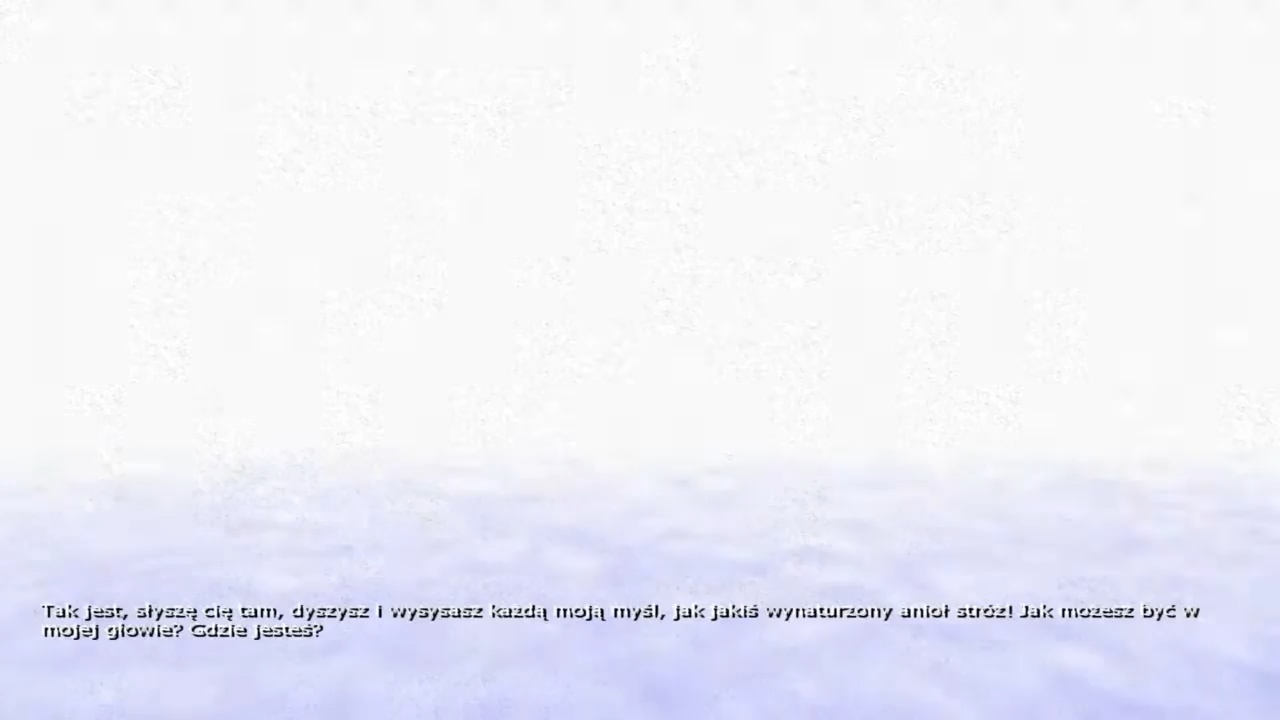 Tak jest, słyszę cię tam, dyszysz i wysysasz każdą moją myśl, jak jakiś wynaturzony anioł stróż! Jak możesz być w
mojej głowie? Gdzie jesteś?